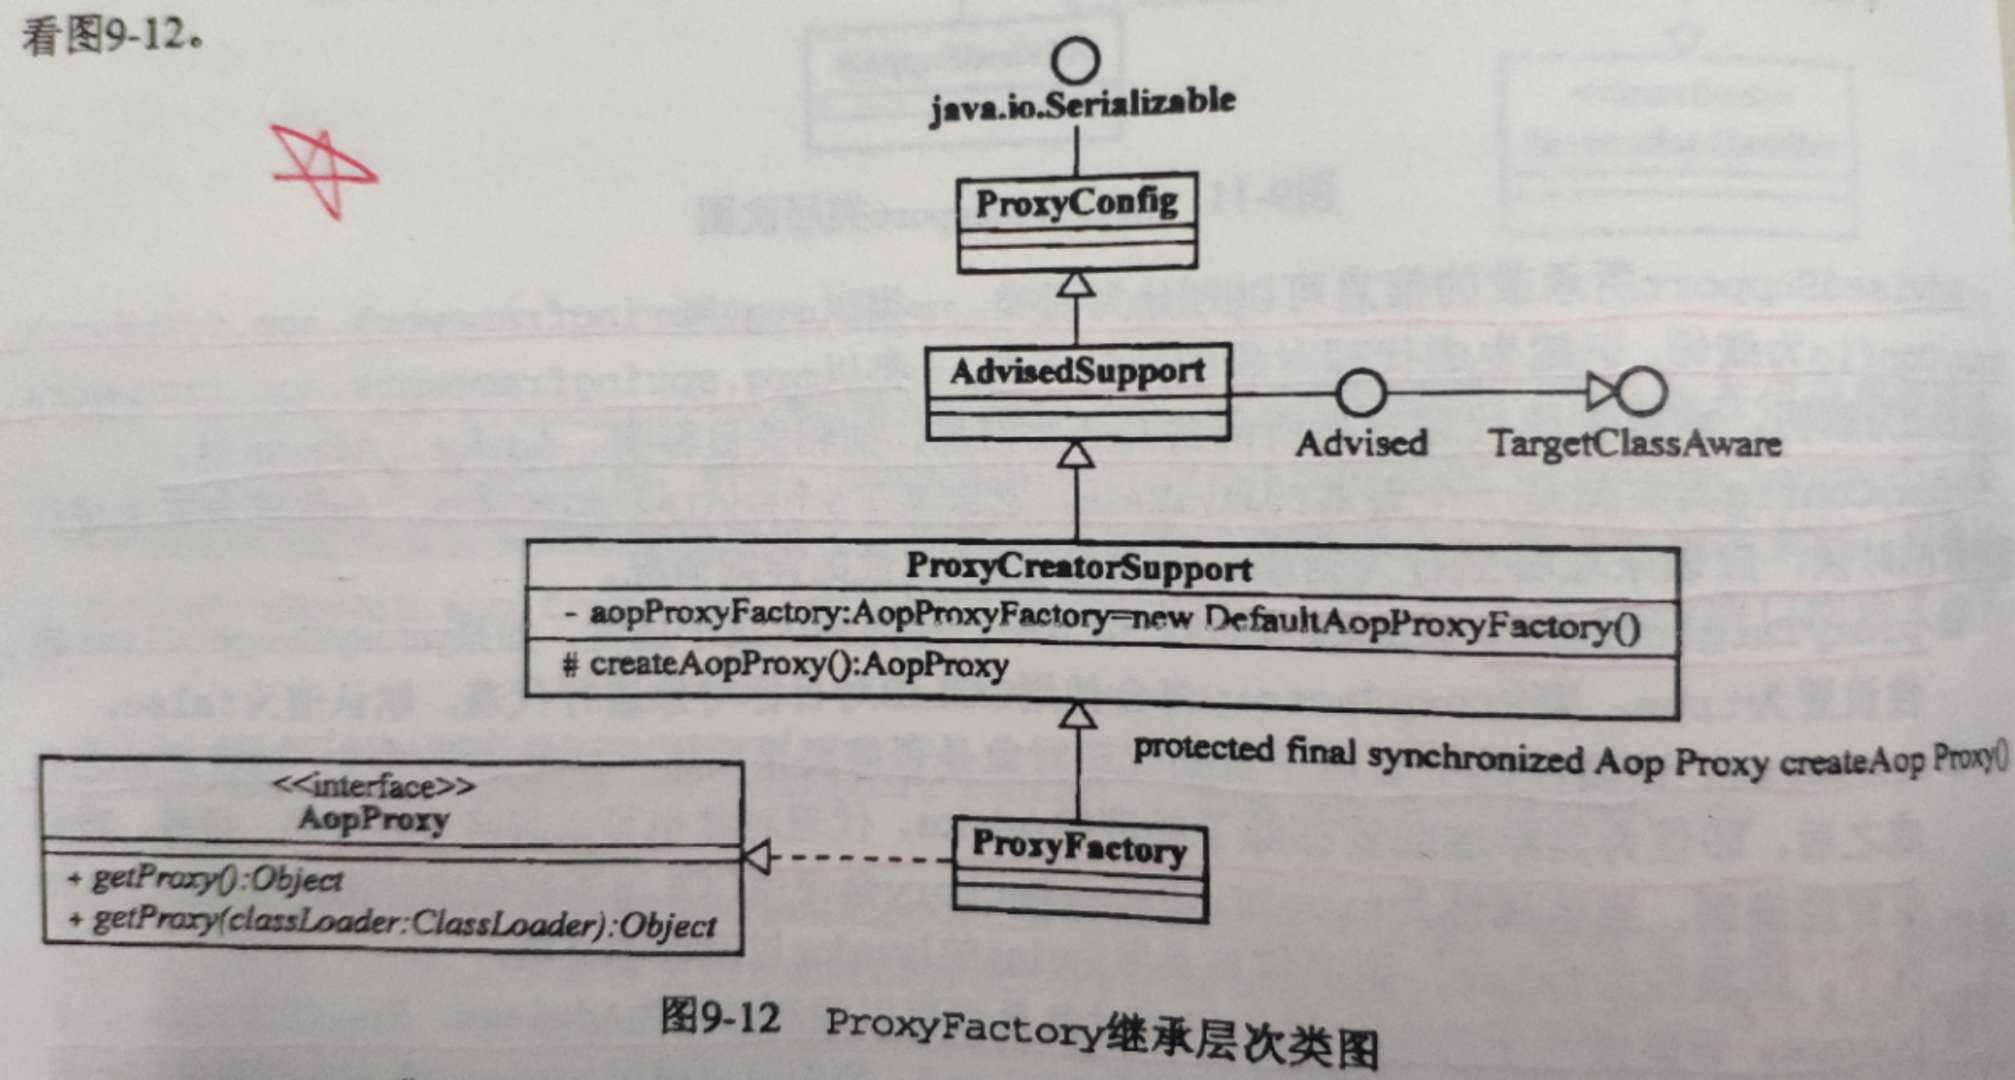 看图9-12。
java.io.Serializable
ProxyConfig
AdvisedSupport
Advised
TargetClassAware
ProxyCreatorSupport
- aopProxyFactory:AopProxyFactory=new DefaultAopProxyFactory()
# createAopProxy():AopProxy
protected final synchronized Aop Proxy createAop Proxy()
<<interface>>
AopProxy
+ getProxy():Object
+ getProxy(classLoader:ClassLoader):Object
ProxyFactory
图9-12 ProxyFactory继承层次类图